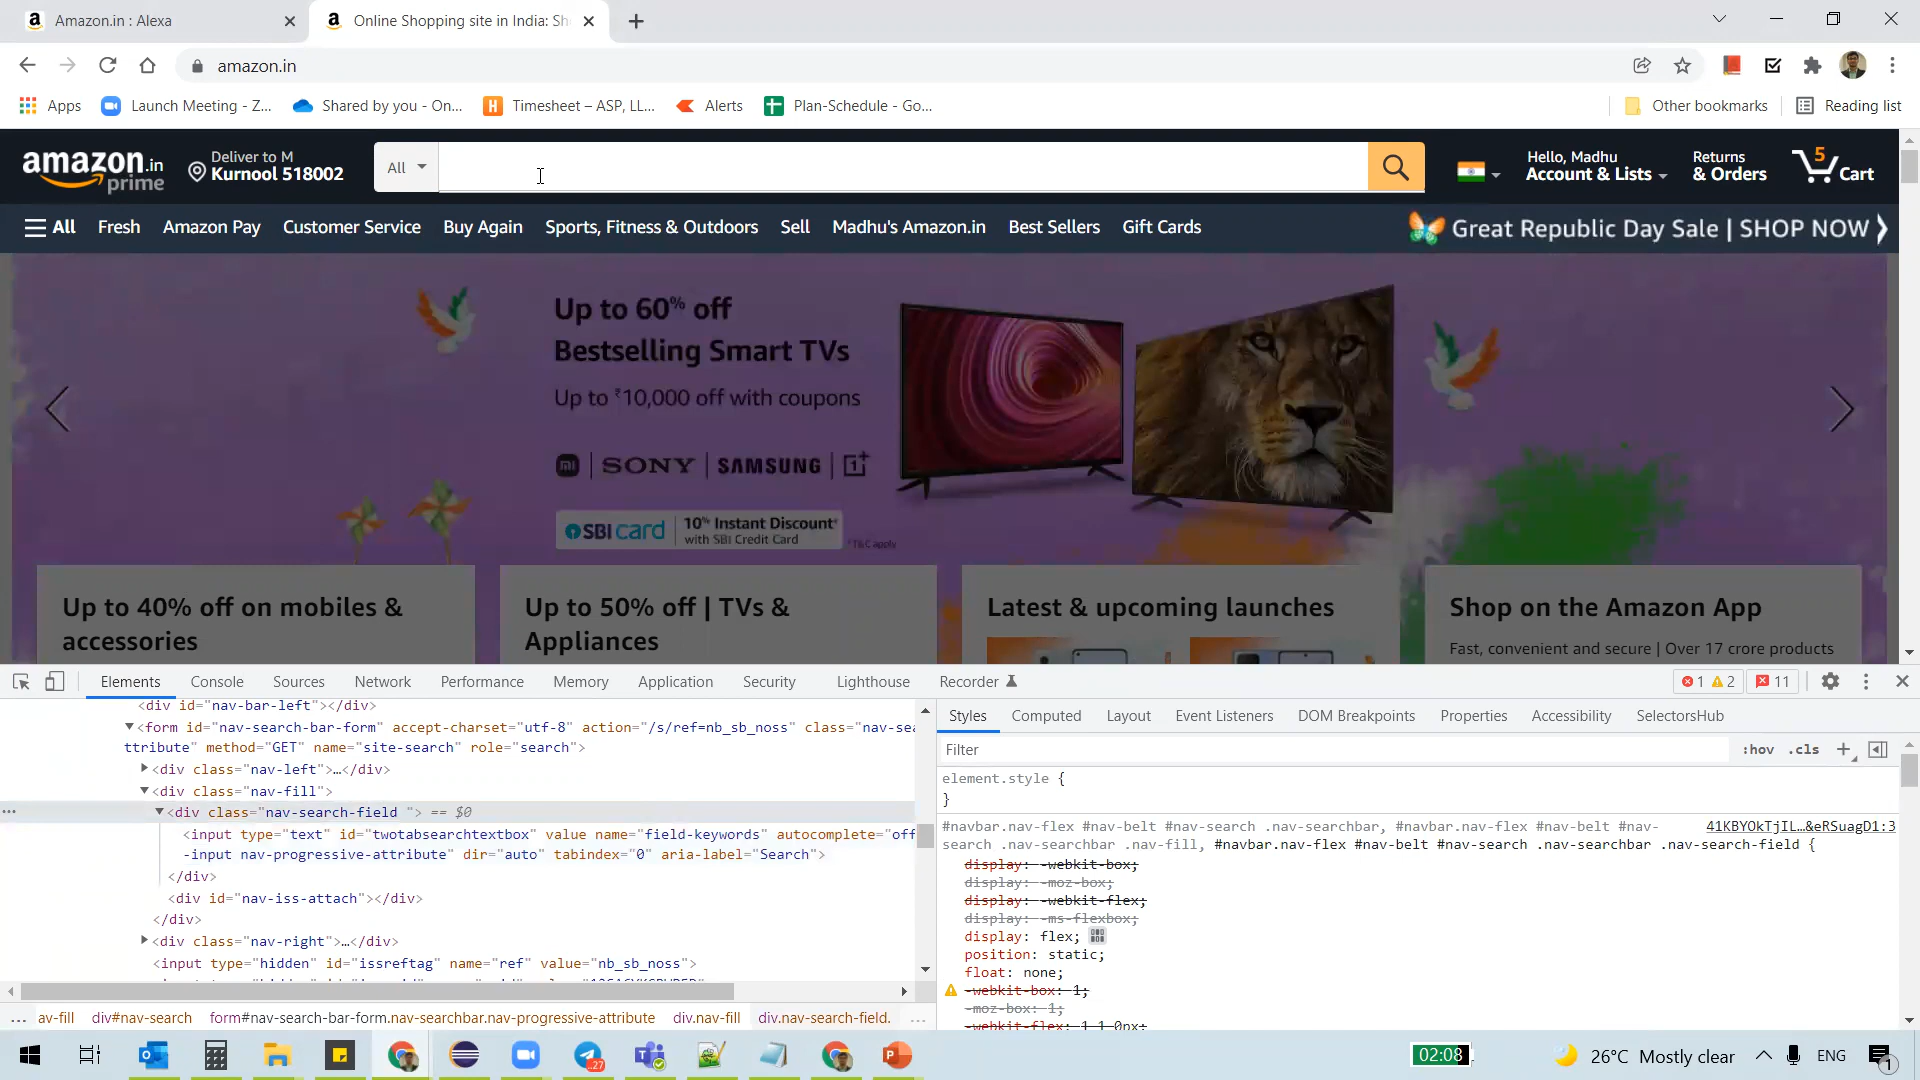 Amazon.in : Alexa
Online Shopping site in India: Sh
amazon.in
Apps
Launch Meeting - Z...
Shared by you - On...
Timesheet – ASP, LL...
Alerts
Plan-Schedule - Go...
Other bookmarks
Reading list
amazon.in
prime
Deliver to M
Kurnool 518002
All
Hello, Madhu
Account & Lists
Returns
& Orders
5
Cart
All
Fresh
Amazon Pay
Customer Service
Buy Again
Sports, Fitness & Outdoors
Sell
Madhu's Amazon.in
Best Sellers
Gift Cards
Great Republic Day Sale | SHOP NOW
Up to 60% off
Bestselling Smart TVs
Up to ₹10,000 off with coupons
mi | SONY | SAMSUNG | 1+
SBI card
10% Instant Discount*
with SBI Credit Card
*T&C apply
Up to 40% off on mobiles &
accessories
Up to 50% off | TVs &
Appliances
Latest & upcoming launches
Shop on the Amazon App
Fast, convenient and secure | Over 17 crore products
Elements
Console
Sources
Network
Performance
Memory
Application
Security
Lighthouse
Recorder
1
2
11
<div id="nav-bar-left"></div>
<form id="nav-search-bar-form" accept-charset="utf-8" action="/s/ref=nb_sb_noss" class="nav-sea
ttribute" method="GET" name="site-search" role="search">
<div class="nav-left">…</div>
<div class="nav-fill">
<div class="nav-search-field "> == $0
<input type="text" id="twotabsearchtextbox" value name="field-keywords" autocomplete="off
-input nav-progressive-attribute" dir="auto" tabindex="0" aria-label="Search">
</div>
<div id="nav-iss-attach"></div>
</div>
<div class="nav-right">…</div>
<input type="hidden" id="issreftag" name="ref" value="nb_sb_noss">
... av-fill div#nav-search form#nav-search-bar-form.nav-searchbar.nav-progressive-attribute div.nav-fill div.nav-search-field. ...
Styles
Computed
Layout
Event Listeners
DOM Breakpoints
Properties
Accessibility
SelectorsHub
Filter
:hov .cls +
element.style {
}
#navbar.nav-flex #nav-belt #nav-search .nav-searchbar, #navbar.nav-flex #nav-belt #nav-
41KBYOkTjIL…&eRSuagD1:3
search .nav-searchbar .nav-fill, #navbar.nav-flex #nav-belt #nav-search .nav-searchbar .nav-search-field {
display: -webkit-box;
display: -moz-box;
display: -webkit-flex;
display: -ms-flexbox;
display: flex;
position: static;
float: none;
-webkit-box: 1;
-moz-box: 1;
-webkit-flex: 1 1 0px;
27
02:08
26°C Mostly clear
ENG
1